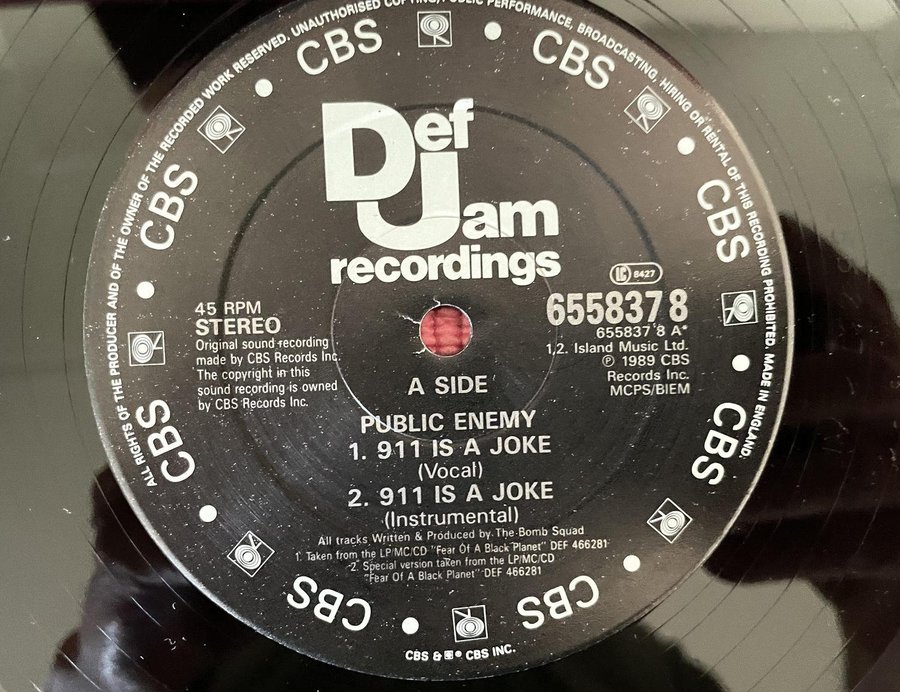 ALL RIGHTS OF THE PRODUCER AND OF THE OWNER OF THE RECORDED WORK RESERVED. UNAUTHORISED COPYING, PUBLIC PERFORMANCE, BROADCASTING, HIRING OR RENTAL OF THIS RECORDING PROHIBITED. MADE IN ENGLAND.
CBS
CBS
CBS
CBS
CBS
CBS
CBS
CBS
Def
Jam
recordings
LC 8427
45 RPM
STEREO
Original sound recording
made by CBS Records Inc.
The copyright in this
sound recording is owned
by CBS Records Inc.
655837 8
655837 8 A*
1,2. Island Music Ltd.
℗ 1989 CBS
Records Inc.
MCPS/BIEM
A SIDE
PUBLIC ENEMY
1. 911 IS A JOKE
(Vocal)
2. 911 IS A JOKE
(Instrumental)
All tracks Written & Produced by The Bomb Squad
1. Taken from the LP/MC/CD "Fear Of A Black Planet" DEF 466281
2. Special version taken from the LP/MC/CD
"Fear Of A Black Planet" DEF 466281
CBS & CBS INC.